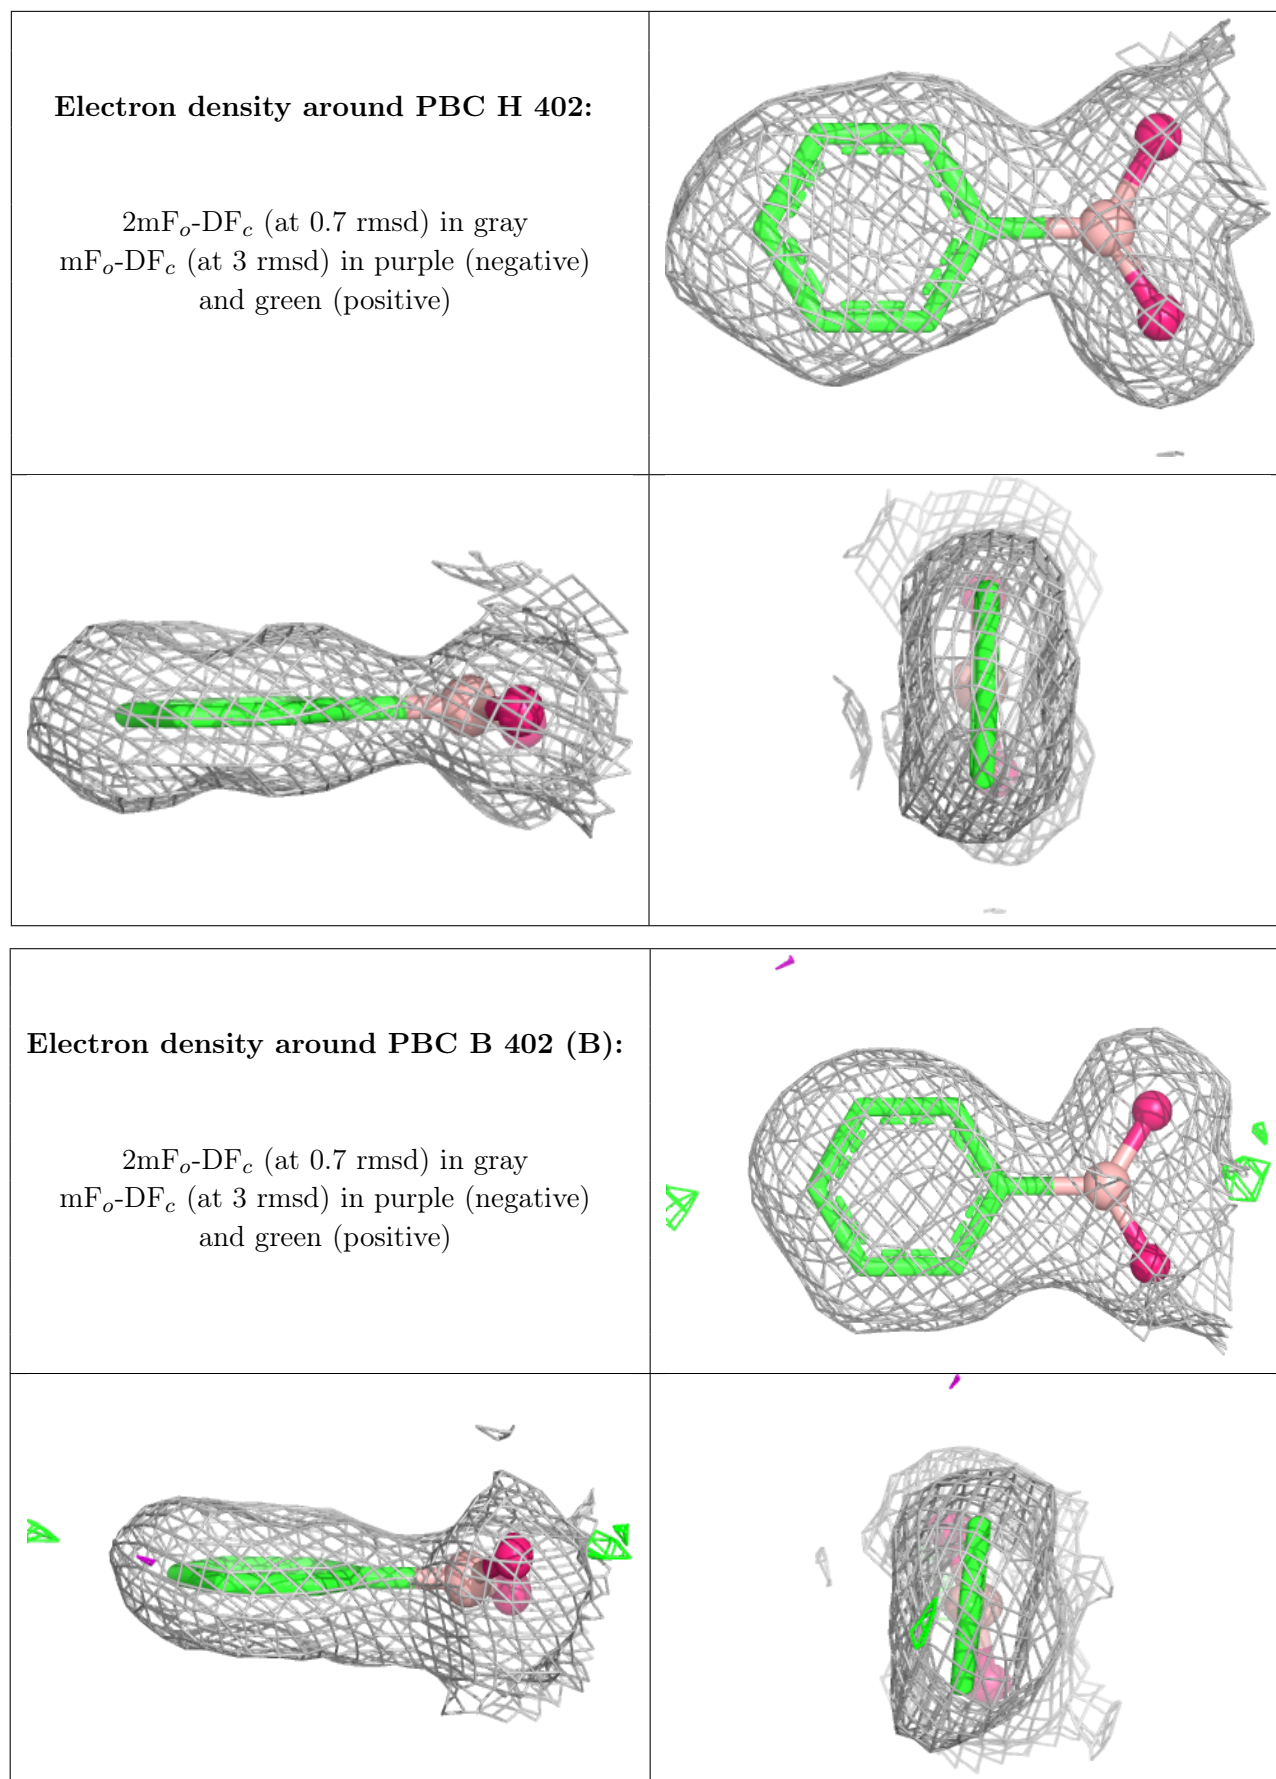 Electron density around PBC H 402:
2mFo-DFc (at 0.7 rmsd) in gray
mFo-DFc (at 3 rmsd) in purple (negative)
and green (positive)
Electron density around PBC B 402 (B):
2mFo-DFc (at 0.7 rmsd) in gray
mFo-DFc (at 3 rmsd) in purple (negative)
and green (positive)